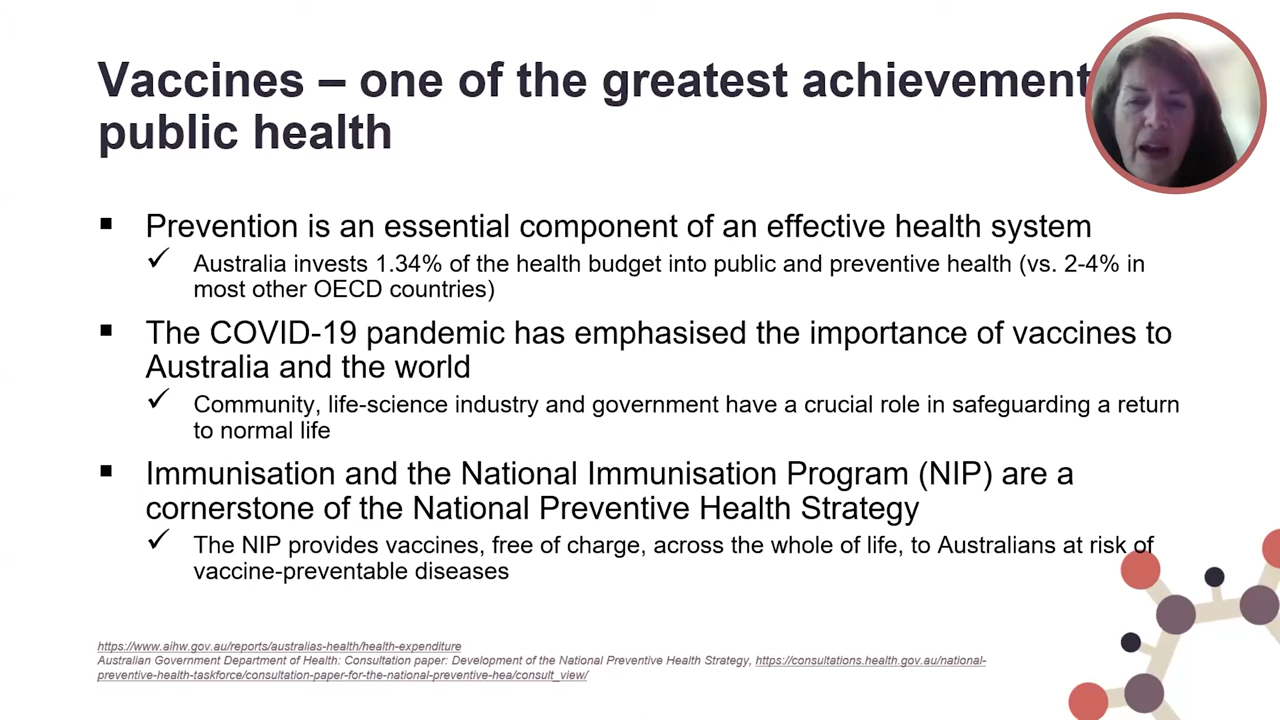 Vaccines – one of the greatest achievement
public health
▪ Prevention is an essential component of an effective health system
✓ Australia invests 1.34% of the health budget into public and preventive health (vs. 2-4% in
most other OECD countries)
▪ The COVID-19 pandemic has emphasised the importance of vaccines to
Australia and the world
✓ Community, life-science industry and government have a crucial role in safeguarding a return
to normal life
▪ Immunisation and the National Immunisation Program (NIP) are a
cornerstone of the National Preventive Health Strategy
✓ The NIP provides vaccines, free of charge, across the whole of life, to Australians at risk of
vaccine-preventable diseases
https://www.aihw.gov.au/reports/australias-health/health-expenditure
Australian Government Department of Health: Consultation paper: Development of the National Preventive Health Strategy, https://consultations.health.gov.au/national-
preventive-health-taskforce/consultation-paper-for-the-national-preventive-hea/consult_view/